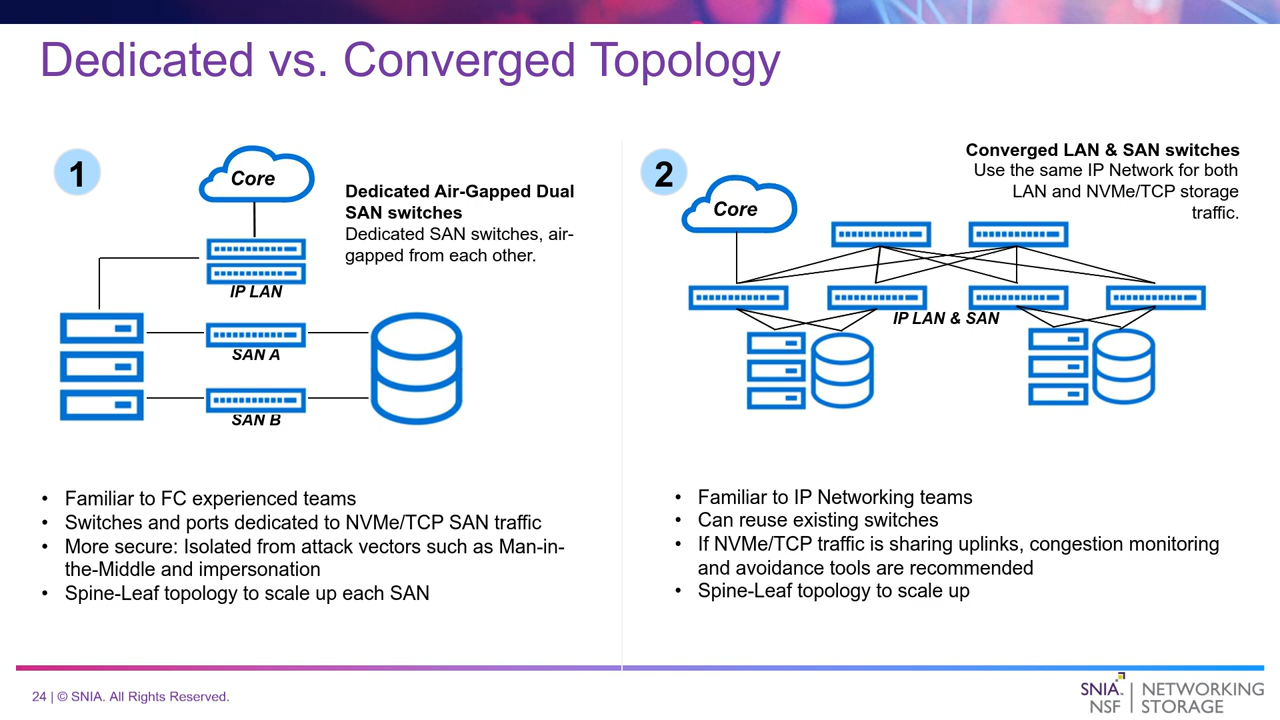 Dedicated vs. Converged Topology
1
Core
Dedicated Air-Gapped Dual
SAN switches
Dedicated SAN switches, air-
gapped from each other.
IP LAN
SAN A
SAN B
• Familiar to FC experienced teams
• Switches and ports dedicated to NVMe/TCP SAN traffic
• More secure: Isolated from attack vectors such as Man-in-
the-Middle and impersonation
• Spine-Leaf topology to scale up each SAN
2
Core
Converged LAN & SAN switches
Use the same IP Network for both
LAN and NVMe/TCP storage
traffic.
IP LAN & SAN
• Familiar to IP Networking teams
• Can reuse existing switches
• If NVMe/TCP traffic is sharing uplinks, congestion monitoring
and avoidance tools are recommended
• Spine-Leaf topology to scale up
24 | © SNIA. All Rights Reserved.
SNIA. | NETWORKING
NSF | STORAGE